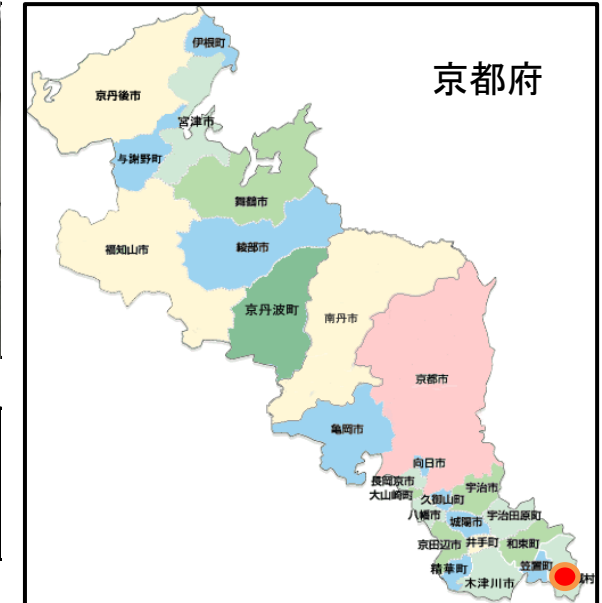 京都府
伊根町
京丹後市
宮津市
与謝野町
舞鶴市
福知山市
綾部市
京丹波町
南丹市
京都市
亀岡市
向日市
長岡京市
大山崎町
宇治市
久御山町
八幡市
城陽市
宇治田原町
京田辺市
井手町
和束町
精華町
笠置町
木津川市
村